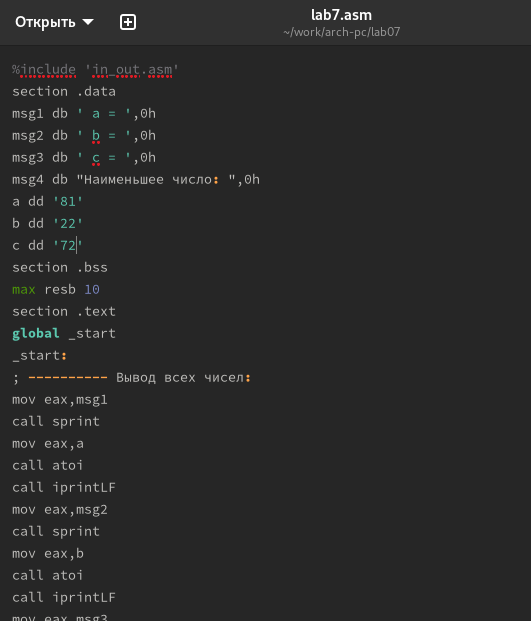 Открыть
lab7.asm
~/work/arch-pc/lab07
%include 'in_out.asm'
section .data
msg1 db ' a = ',0h
msg2 db ' b = ',0h
msg3 db ' c = ',0h
msg4 db "Наименьшее число: ",0h
a dd '81'
b dd '22'
c dd '72'
section .bss
max resb 10
section .text
global _start
_start:
; ---------- Вывод всех чисел:
mov eax,msg1
call sprint
mov eax,a
call atoi
call iprintLF
mov eax,msg2
call sprint
mov eax,b
call atoi
call iprintLF
mov eax,msg3